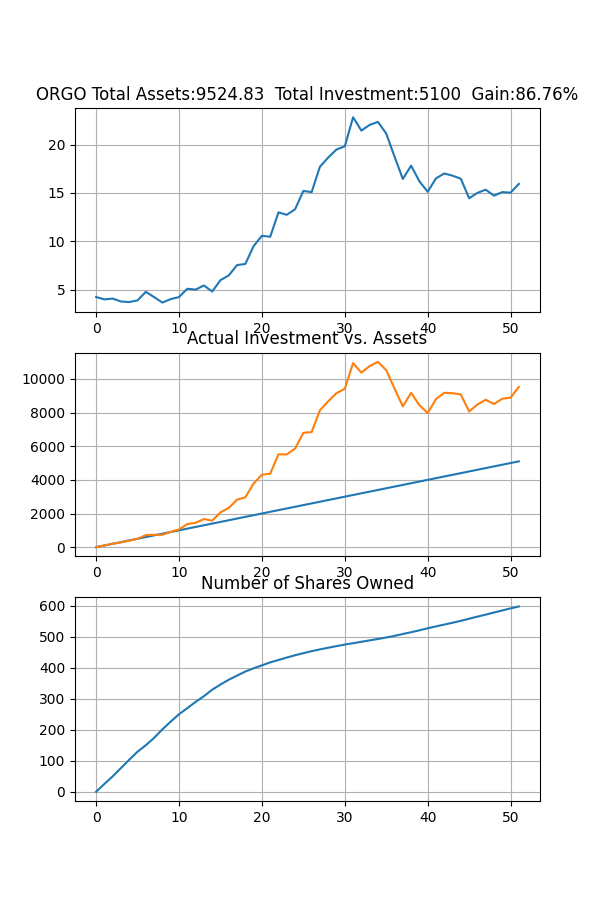 ORGO Total Assets:9524.83  Total Investment:5100  Gain:86.76%
20
15
10
5
0 10 20 30 40 50
Actual Investment vs. Assets
10000
8000
6000
4000
2000
0
0 10 20 30 40 50
Number of Shares Owned
600
500
400
300
200
100
0
0 10 20 30 40 50